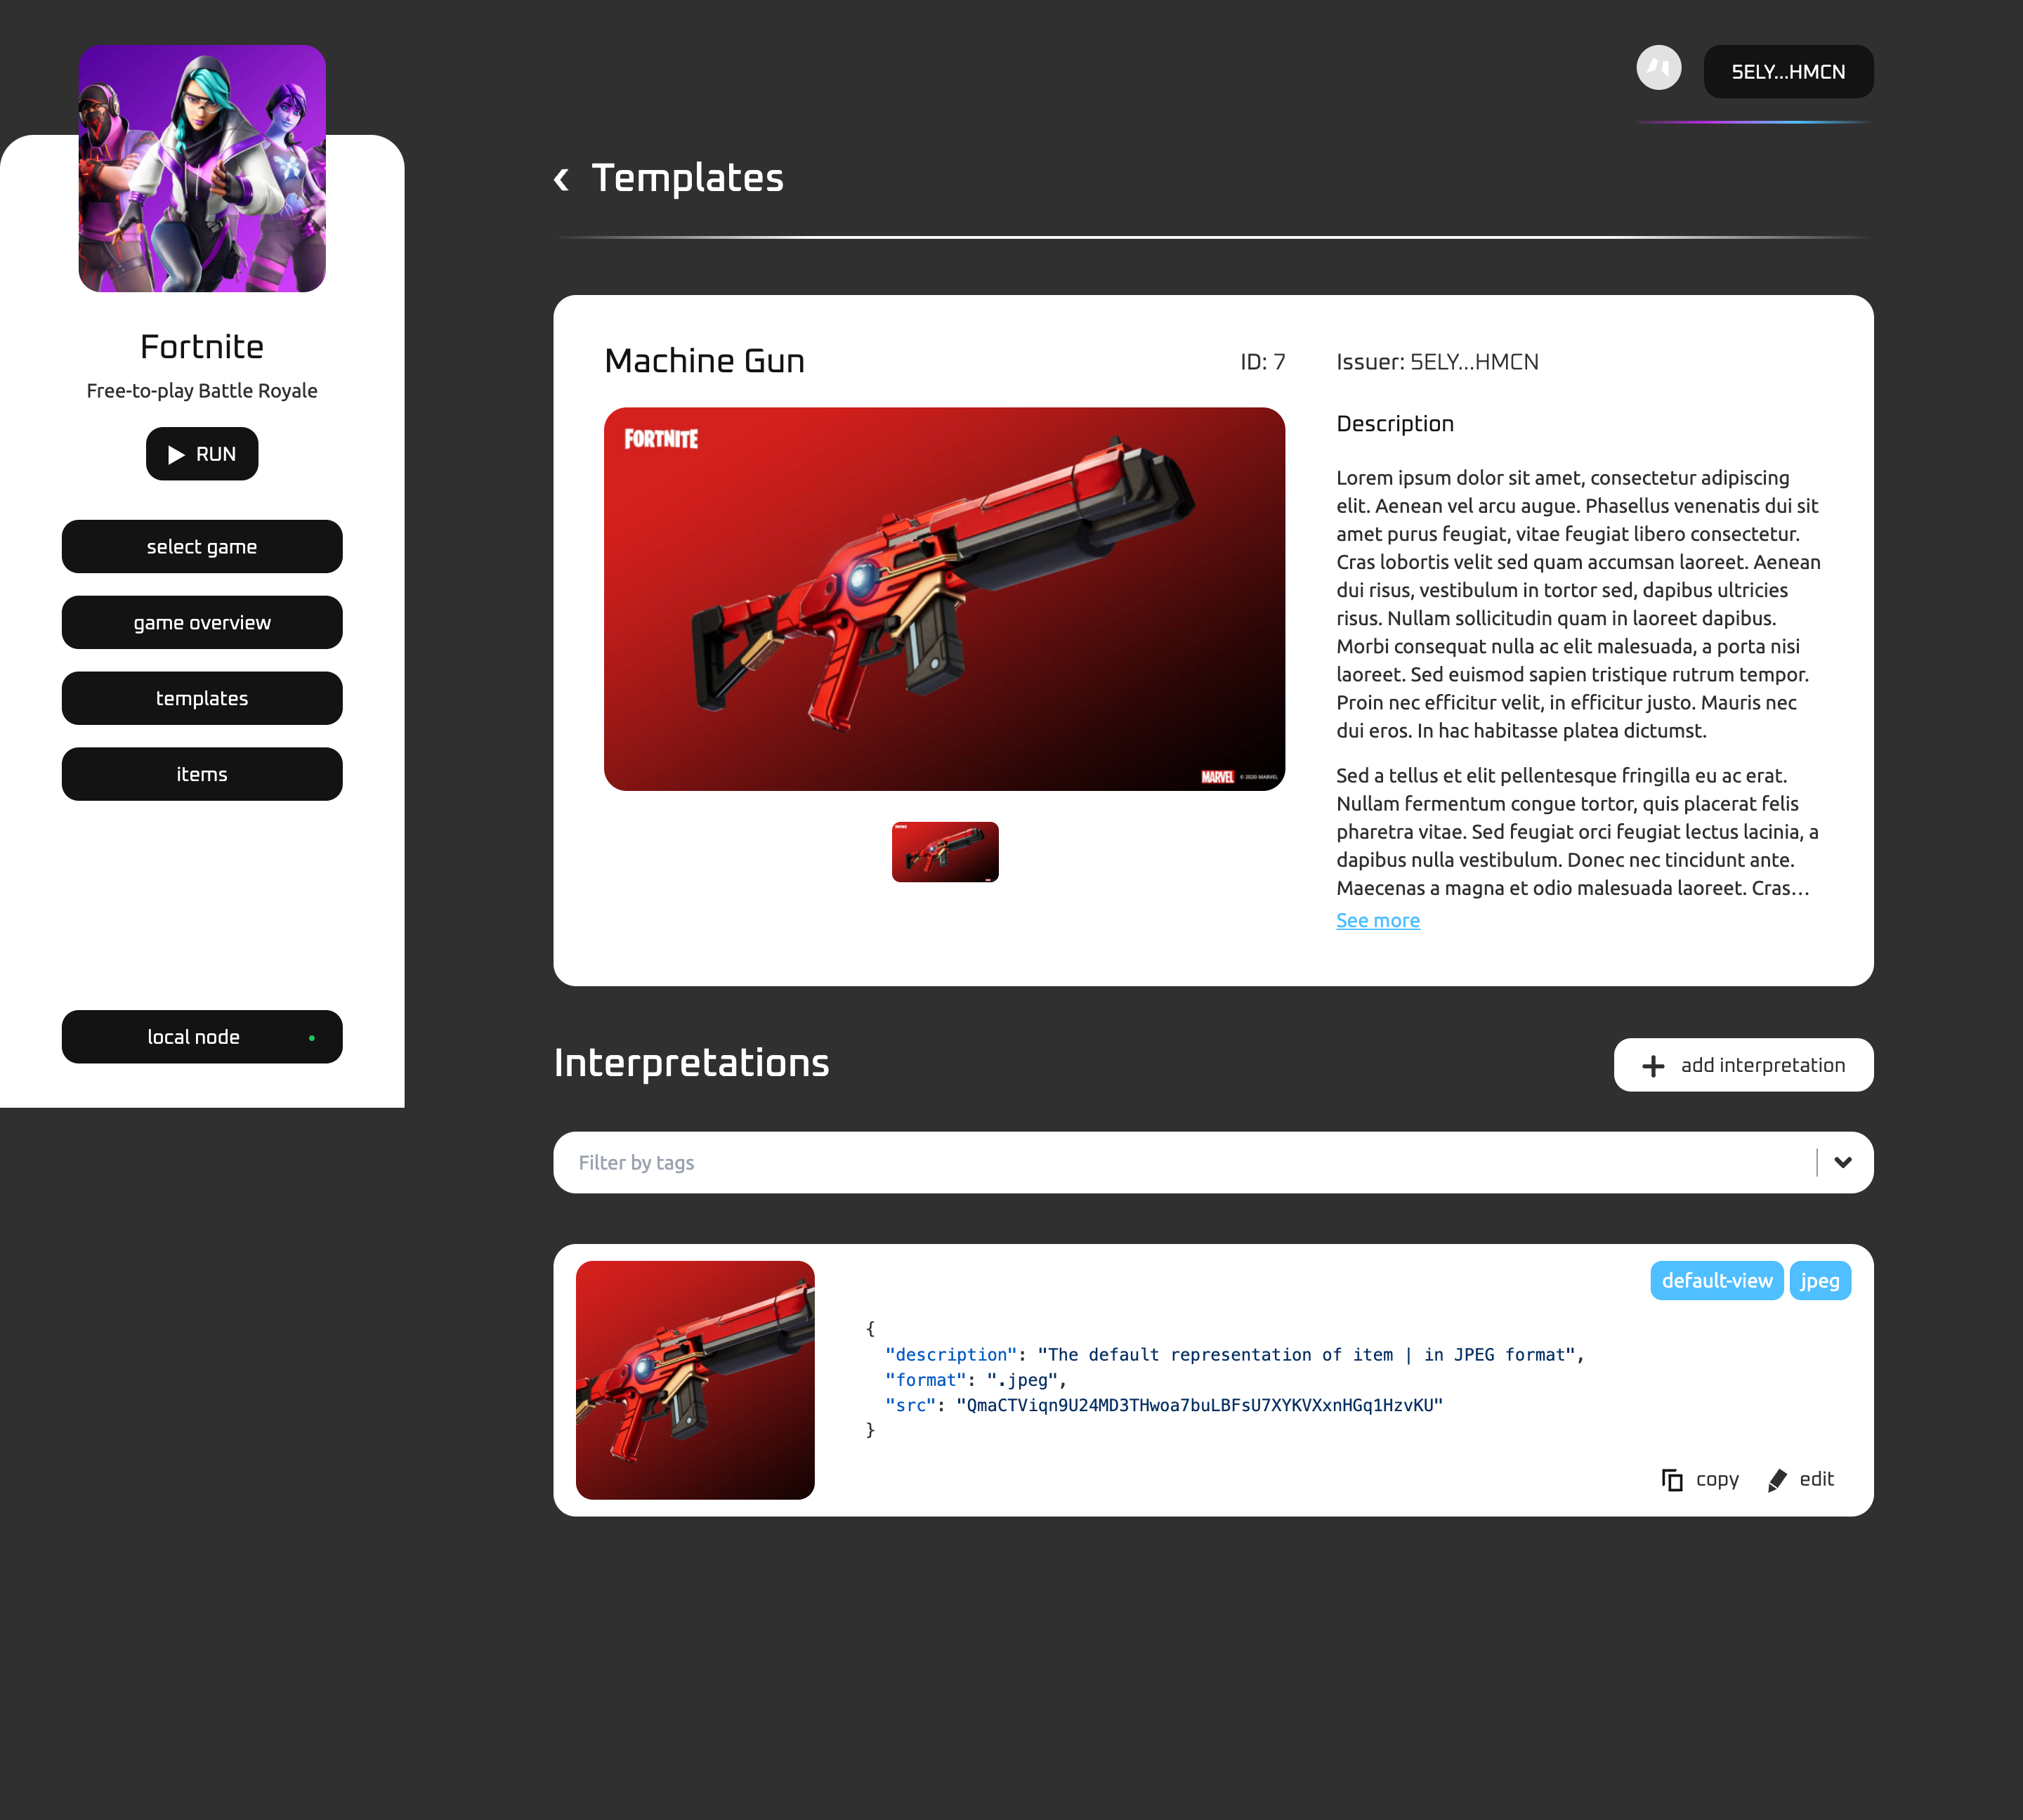 5ELY...HMCN
Templates
Fortnite
Free-to-play Battle Royale
RUN
select game
game overview
templates
items
local node
Machine Gun
ID: 7
FORTNITE
MARVEL © 2020 MARVEL
Issuer: 5ELY...HMCN
Description
Lorem ipsum dolor sit amet, consectetur adipiscing
elit. Aenean vel arcu augue. Phasellus venenatis dui sit
amet purus feugiat, vitae feugiat libero consectetur.
Cras lobortis velit sed quam accumsan laoreet. Aenean
dui risus, vestibulum in tortor sed, dapibus ultricies
risus. Nullam sollicitudin quam in laoreet dapibus.
Morbi consequat nulla ac elit malesuada, a porta nisi
laoreet. Sed euismod sapien tristique rutrum tempor.
Proin nec efficitur velit, in efficitur justo. Mauris nec
dui eros. In hac habitasse platea dictumst.
Sed a tellus et elit pellentesque fringilla eu ac erat.
Nullam fermentum congue tortor, quis placerat felis
pharetra vitae. Sed feugiat orci feugiat lectus lacinia, a
dapibus nulla vestibulum. Donec nec tincidunt ante.
Maecenas a magna et odio malesuada laoreet. Cras...
See more
Interpretations
add interpretation
Filter by tags
default-view
jpeg
{
"description": "The default representation of item | in JPEG format",
"format": ".jpeg",
"src": "QmaCTViqn9U24MD3THwoa7buLBFsU7XYKVXxnHGq1HzvKU"
}
copy
edit